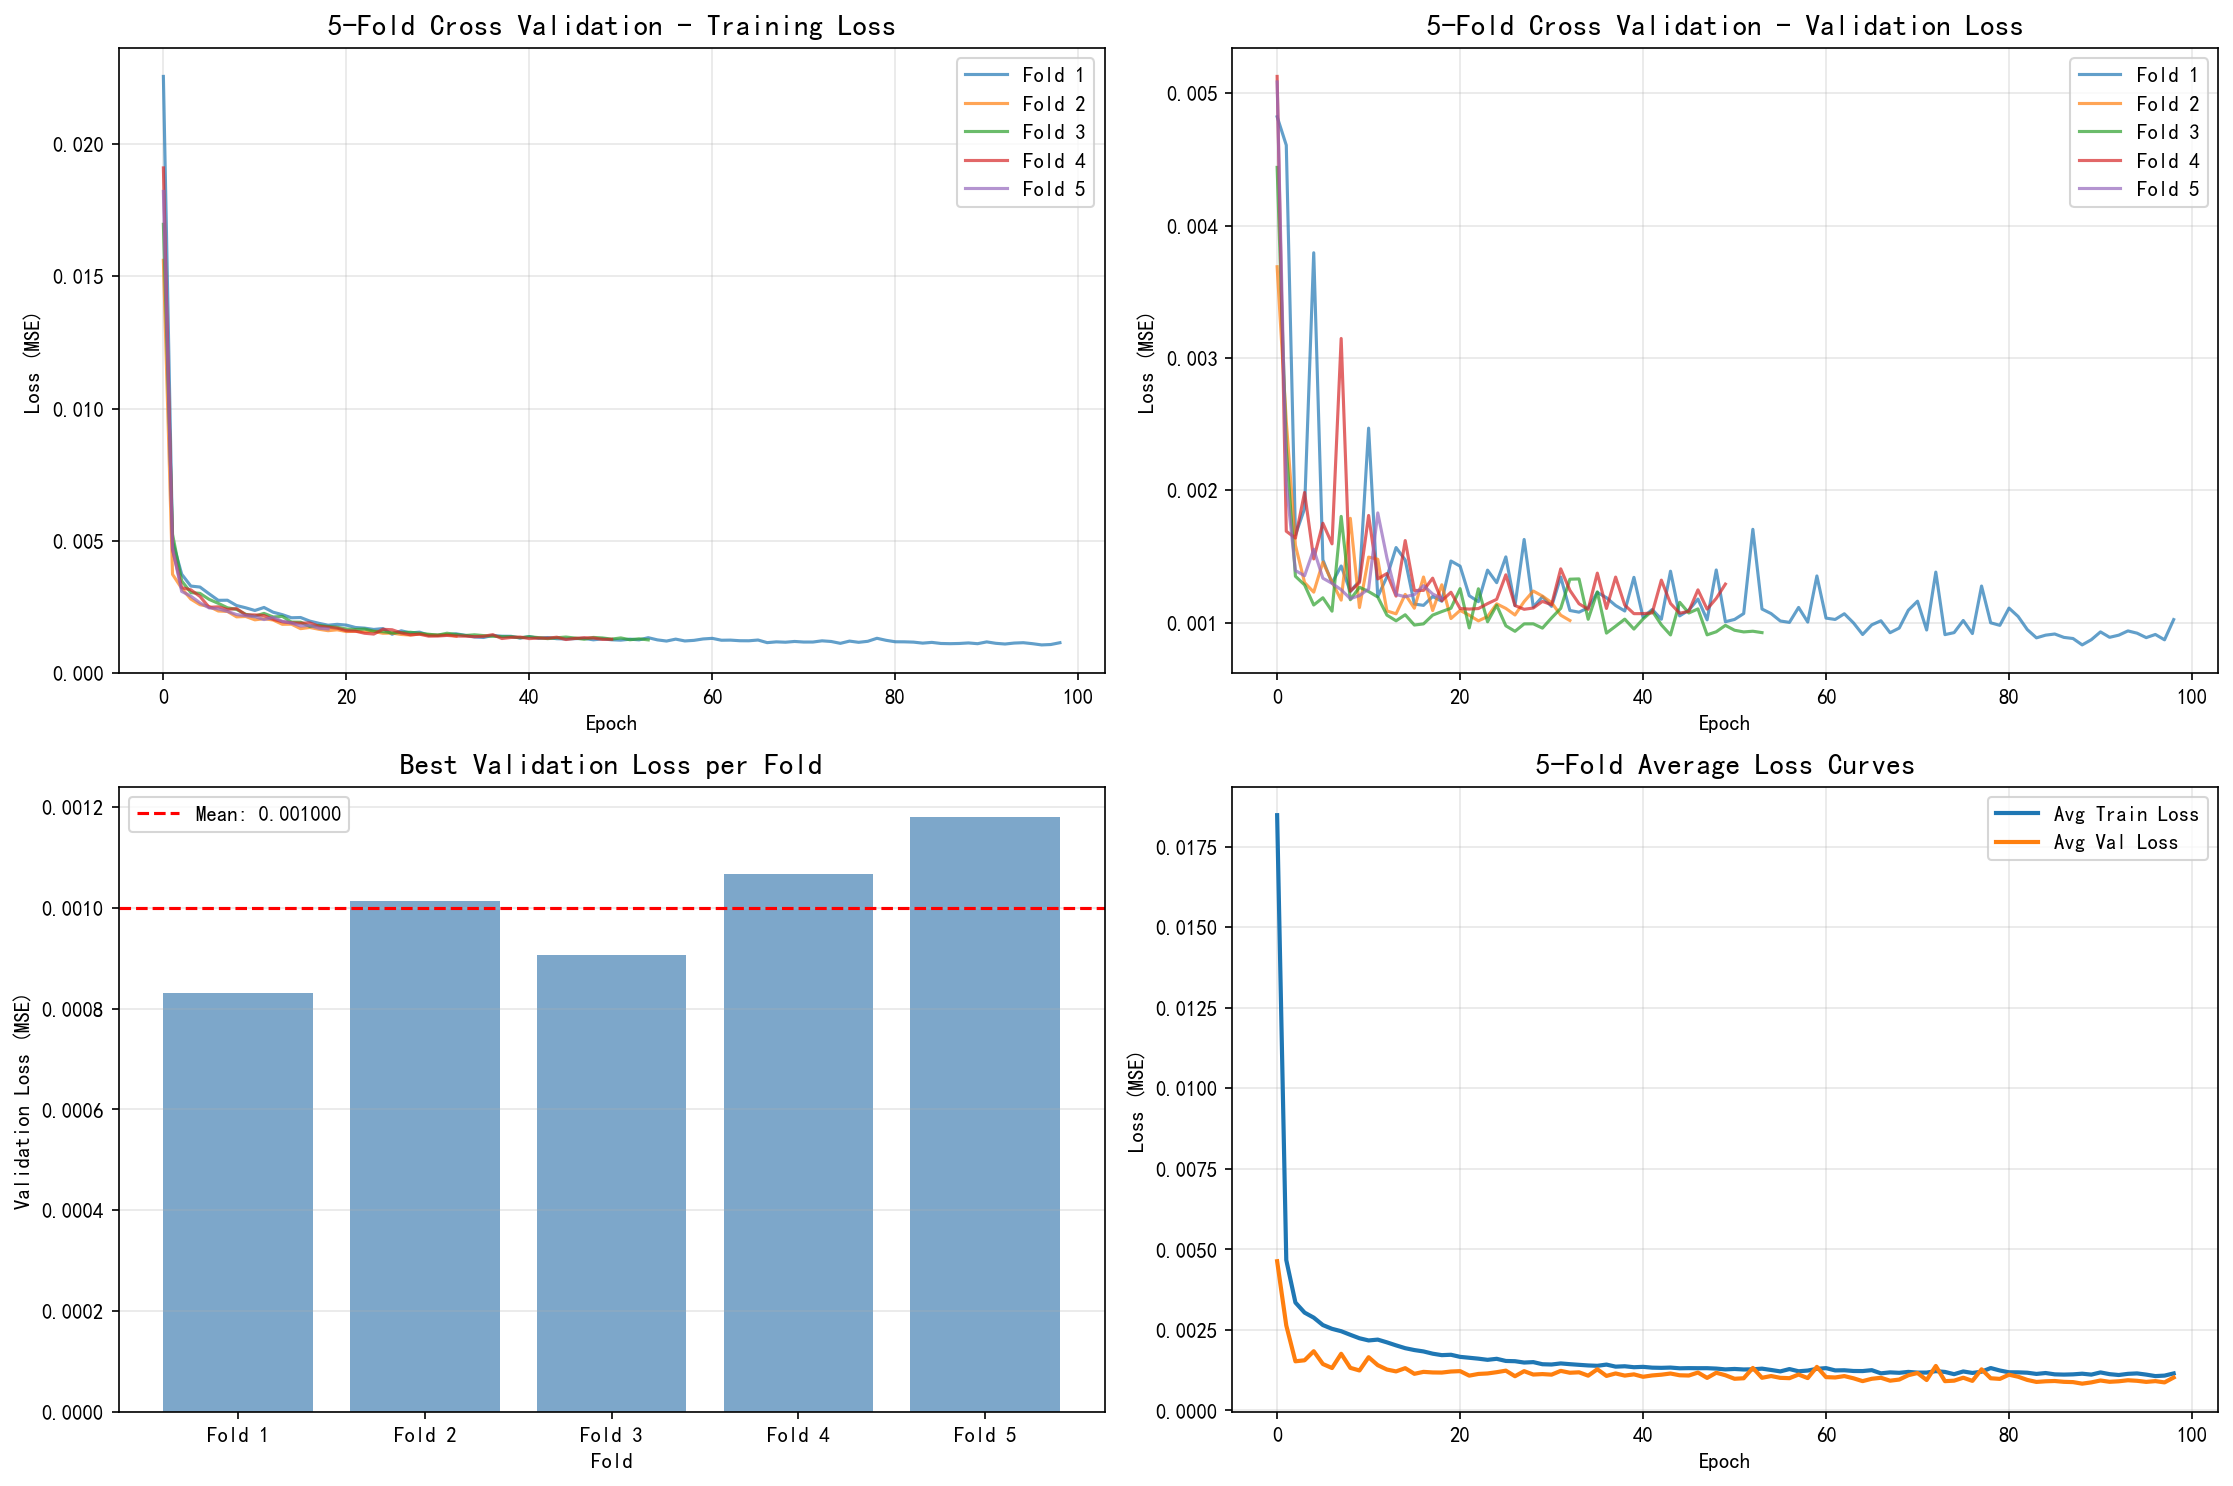 5-Fold Cross Validation - Training Loss
Loss (MSE)
0.020
0.015
0.010
0.005
0.000
0 20 40 60 80 100
Epoch
Fold 1
Fold 2
Fold 3
Fold 4
Fold 5
5-Fold Cross Validation - Validation Loss
Loss (MSE)
0.005
0.004
0.003
0.002
0.001
0 20 40 60 80 100
Epoch
Fold 1
Fold 2
Fold 3
Fold 4
Fold 5
Best Validation Loss per Fold
Validation Loss (MSE)
0.0012
0.0010
0.0008
0.0006
0.0004
0.0002
0.0000
Mean: 0.001000
Fold 1 Fold 2 Fold 3 Fold 4 Fold 5
Fold
5-Fold Average Loss Curves
Loss (MSE)
0.0175
0.0150
0.0125
0.0100
0.0075
0.0050
0.0025
0.0000
0 20 40 60 80 100
Epoch
Avg Train Loss
Avg Val Loss